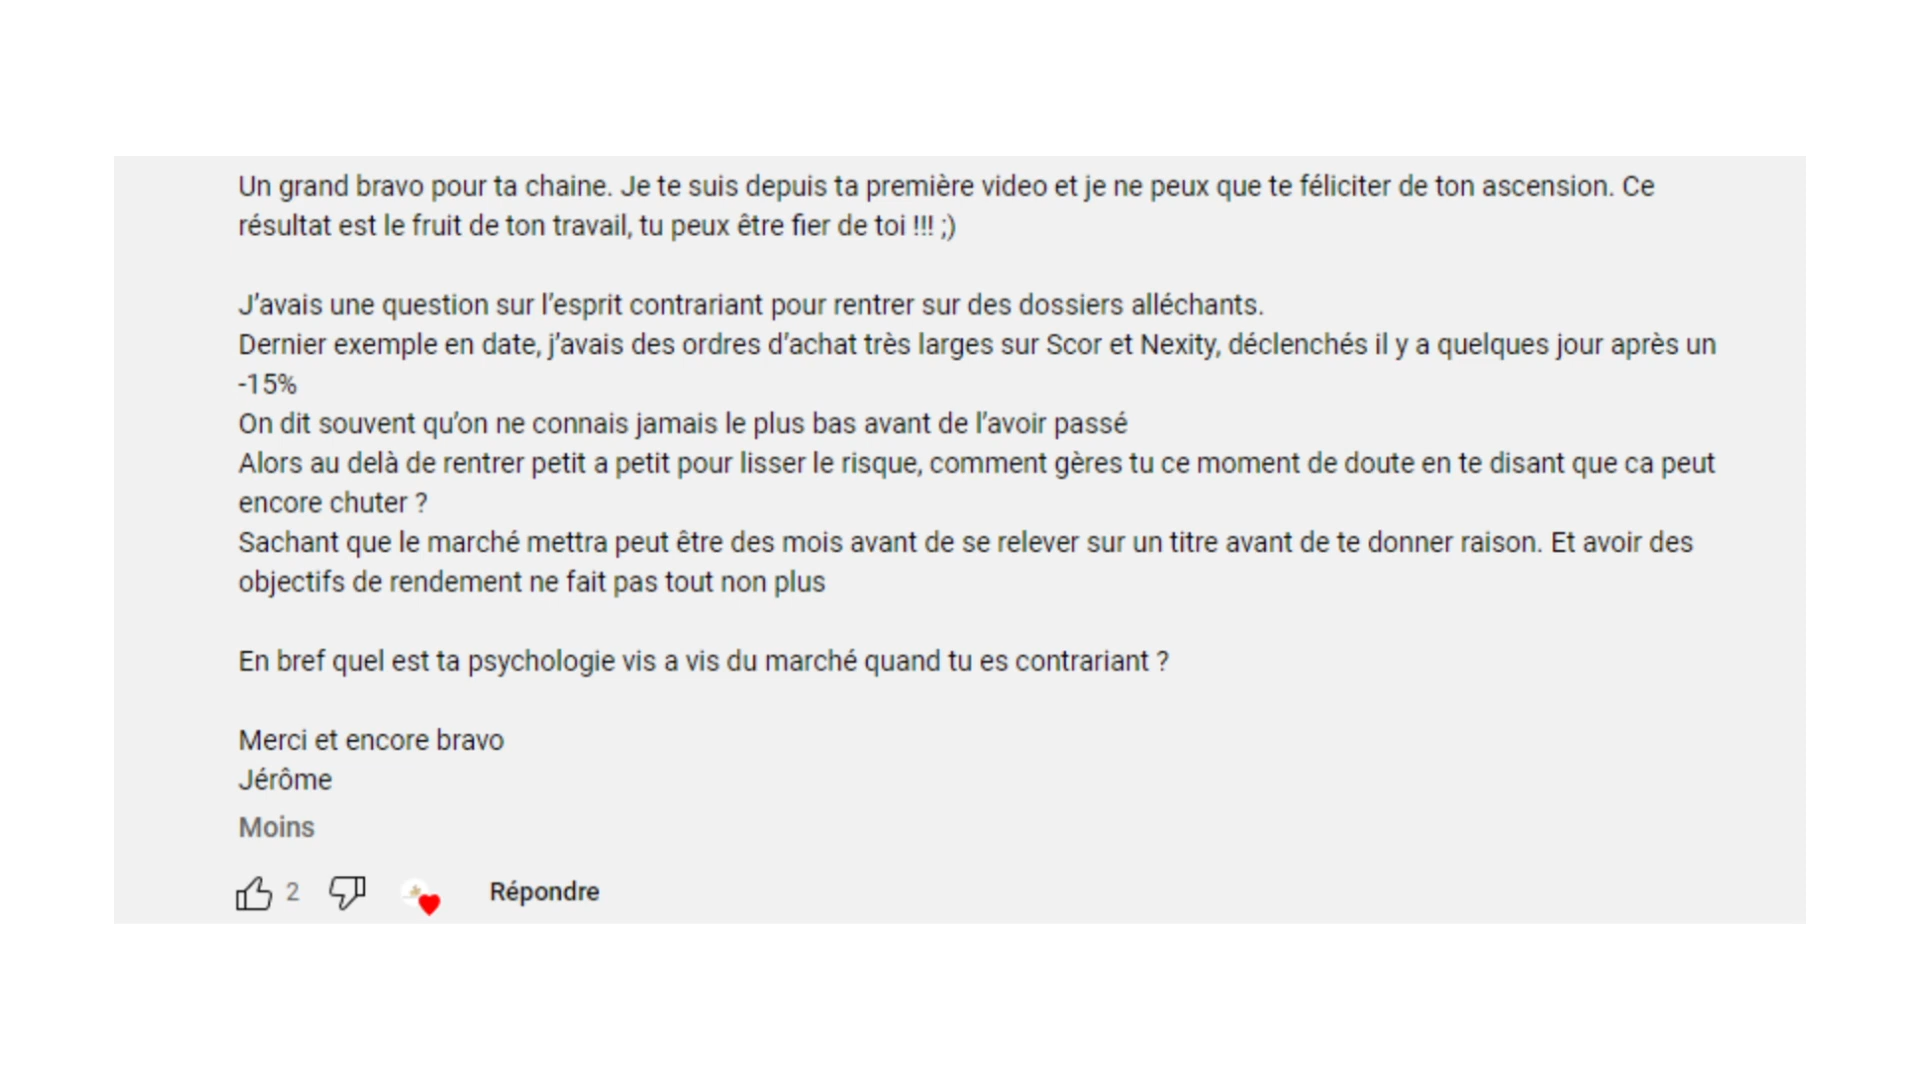 Un grand bravo pour ta chaine. Je te suis depuis ta première video et je ne peux que te féliciter de ton ascension. Ce
résultat est le fruit de ton travail, tu peux être fier de toi !!! ;)
J’avais une question sur l’esprit contrariant pour rentrer sur des dossiers alléchants.
Dernier exemple en date, j’avais des ordres d’achat très larges sur Scor et Nexity, déclenchés il y a quelques jour après un
-15%
On dit souvent qu’on ne connais jamais le plus bas avant de l’avoir passé
Alors au delà de rentrer petit a petit pour lisser le risque, comment gères tu ce moment de doute en te disant que ca peut
encore chuter ?
Sachant que le marché mettra peut être des mois avant de se relever sur un titre avant de te donner raison. Et avoir des
objectifs de rendement ne fait pas tout non plus
En bref quel est ta psychologie vis a vis du marché quand tu es contrariant ?
Merci et encore bravo
Jérôme
Moins
2 Répondre